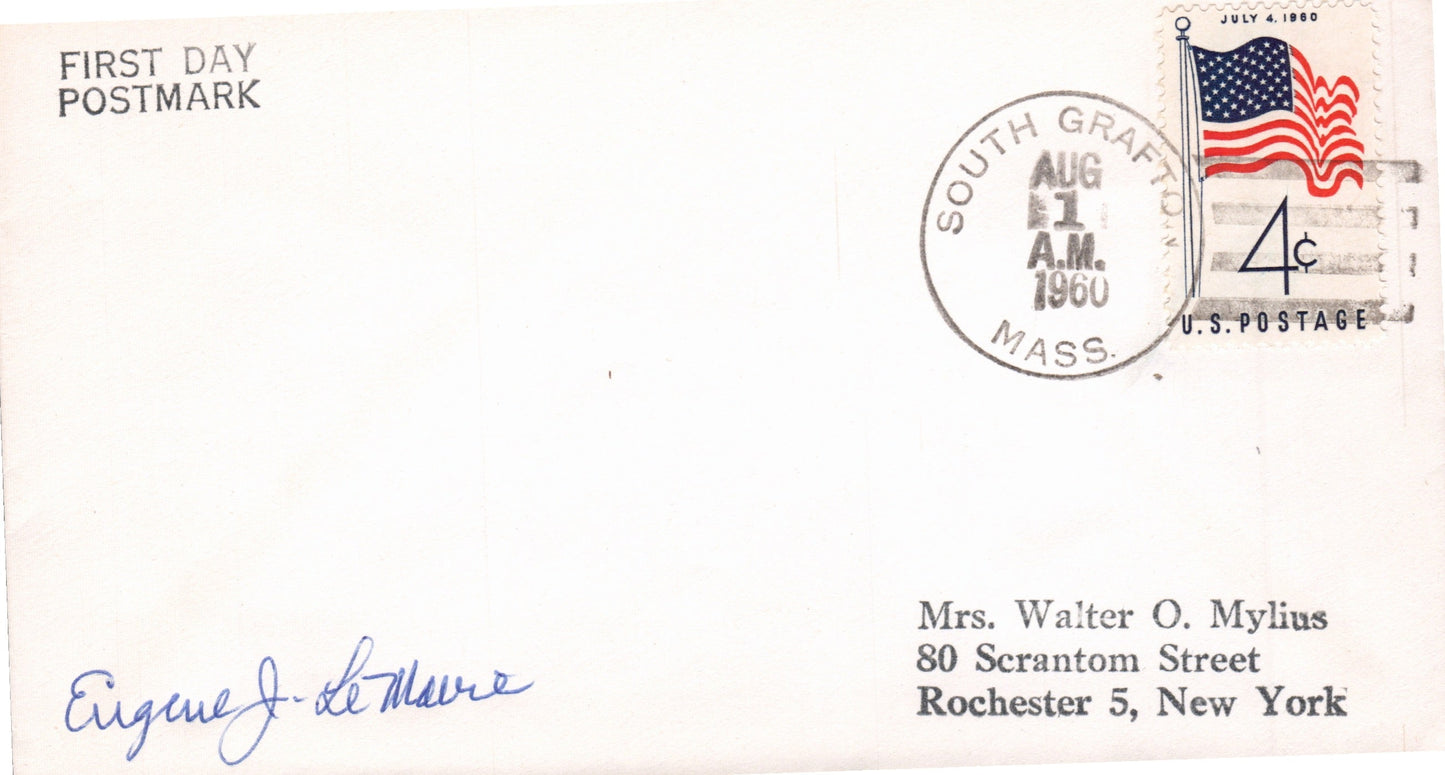 FIRST DAY
POSTMARK
JULY 4, 1960
SOUTH GRAFTON
AUG
1
A.M.
1960
MASS.
4¢
U.S. POSTAGE
Mrs. Walter O. Mylius
80 Scrantom Street
Rochester 5, New York
Eugene J. LeMaire